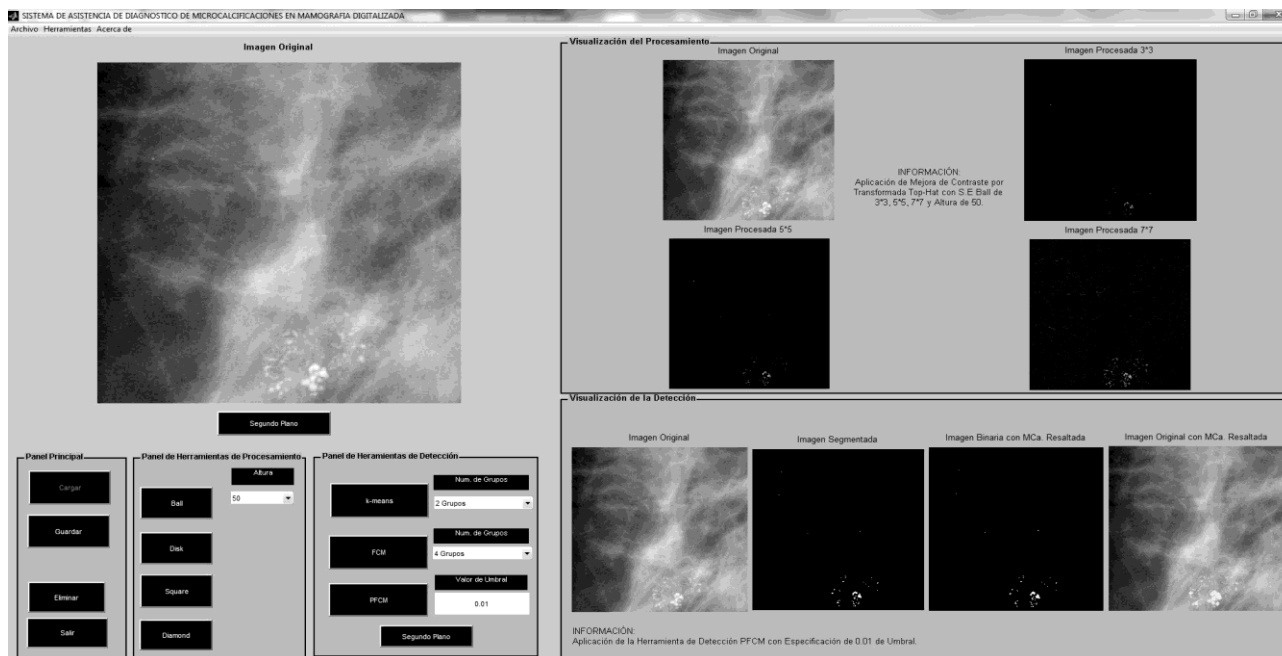 SISTEMA DE ASISTENCIA DE DIAGNOSTICO DE MICROCALCIFICACIONES EN MAMOGRAFIA DIGITALIZADA
Archivo Herramientas Acerca de
Imagen Original
Segundo Plano
Panel Principal
Cargar
Guardar
Eliminar
Salir
Panel de Herramientas de Procesamiento
Altura
50
Ball
Disk
Square
Diamond
Panel de Heramientas de Detección
Num. de Grupos
k-means
2 Grupos
Num. de Grupos
FCM
4 Grupos
Valor de Umbral
PFCM
0.01
Segundo Plano
Visualización del Procesamiento
Imagen Original
Imagen Procesada 3*3
INFORMACIÓN:
Aplicación de Mejora de Contraste por
Transformada Top-Hat con S.E Ball de
3*3, 5*5, 7*7 y Altura de 50.
Imagen Procesada 5*5
Imagen Procesada 7*7
Visualización de la Detección
Imagen Original
Imagen Segmentada
Imagen Binaria con MCa. Resaltada
Imagen Original con MCa. Resaltada
INFORMACIÓN:
Aplicación de la Herramienta de Detección PFCM con Especificación de 0.01 de Umbral.